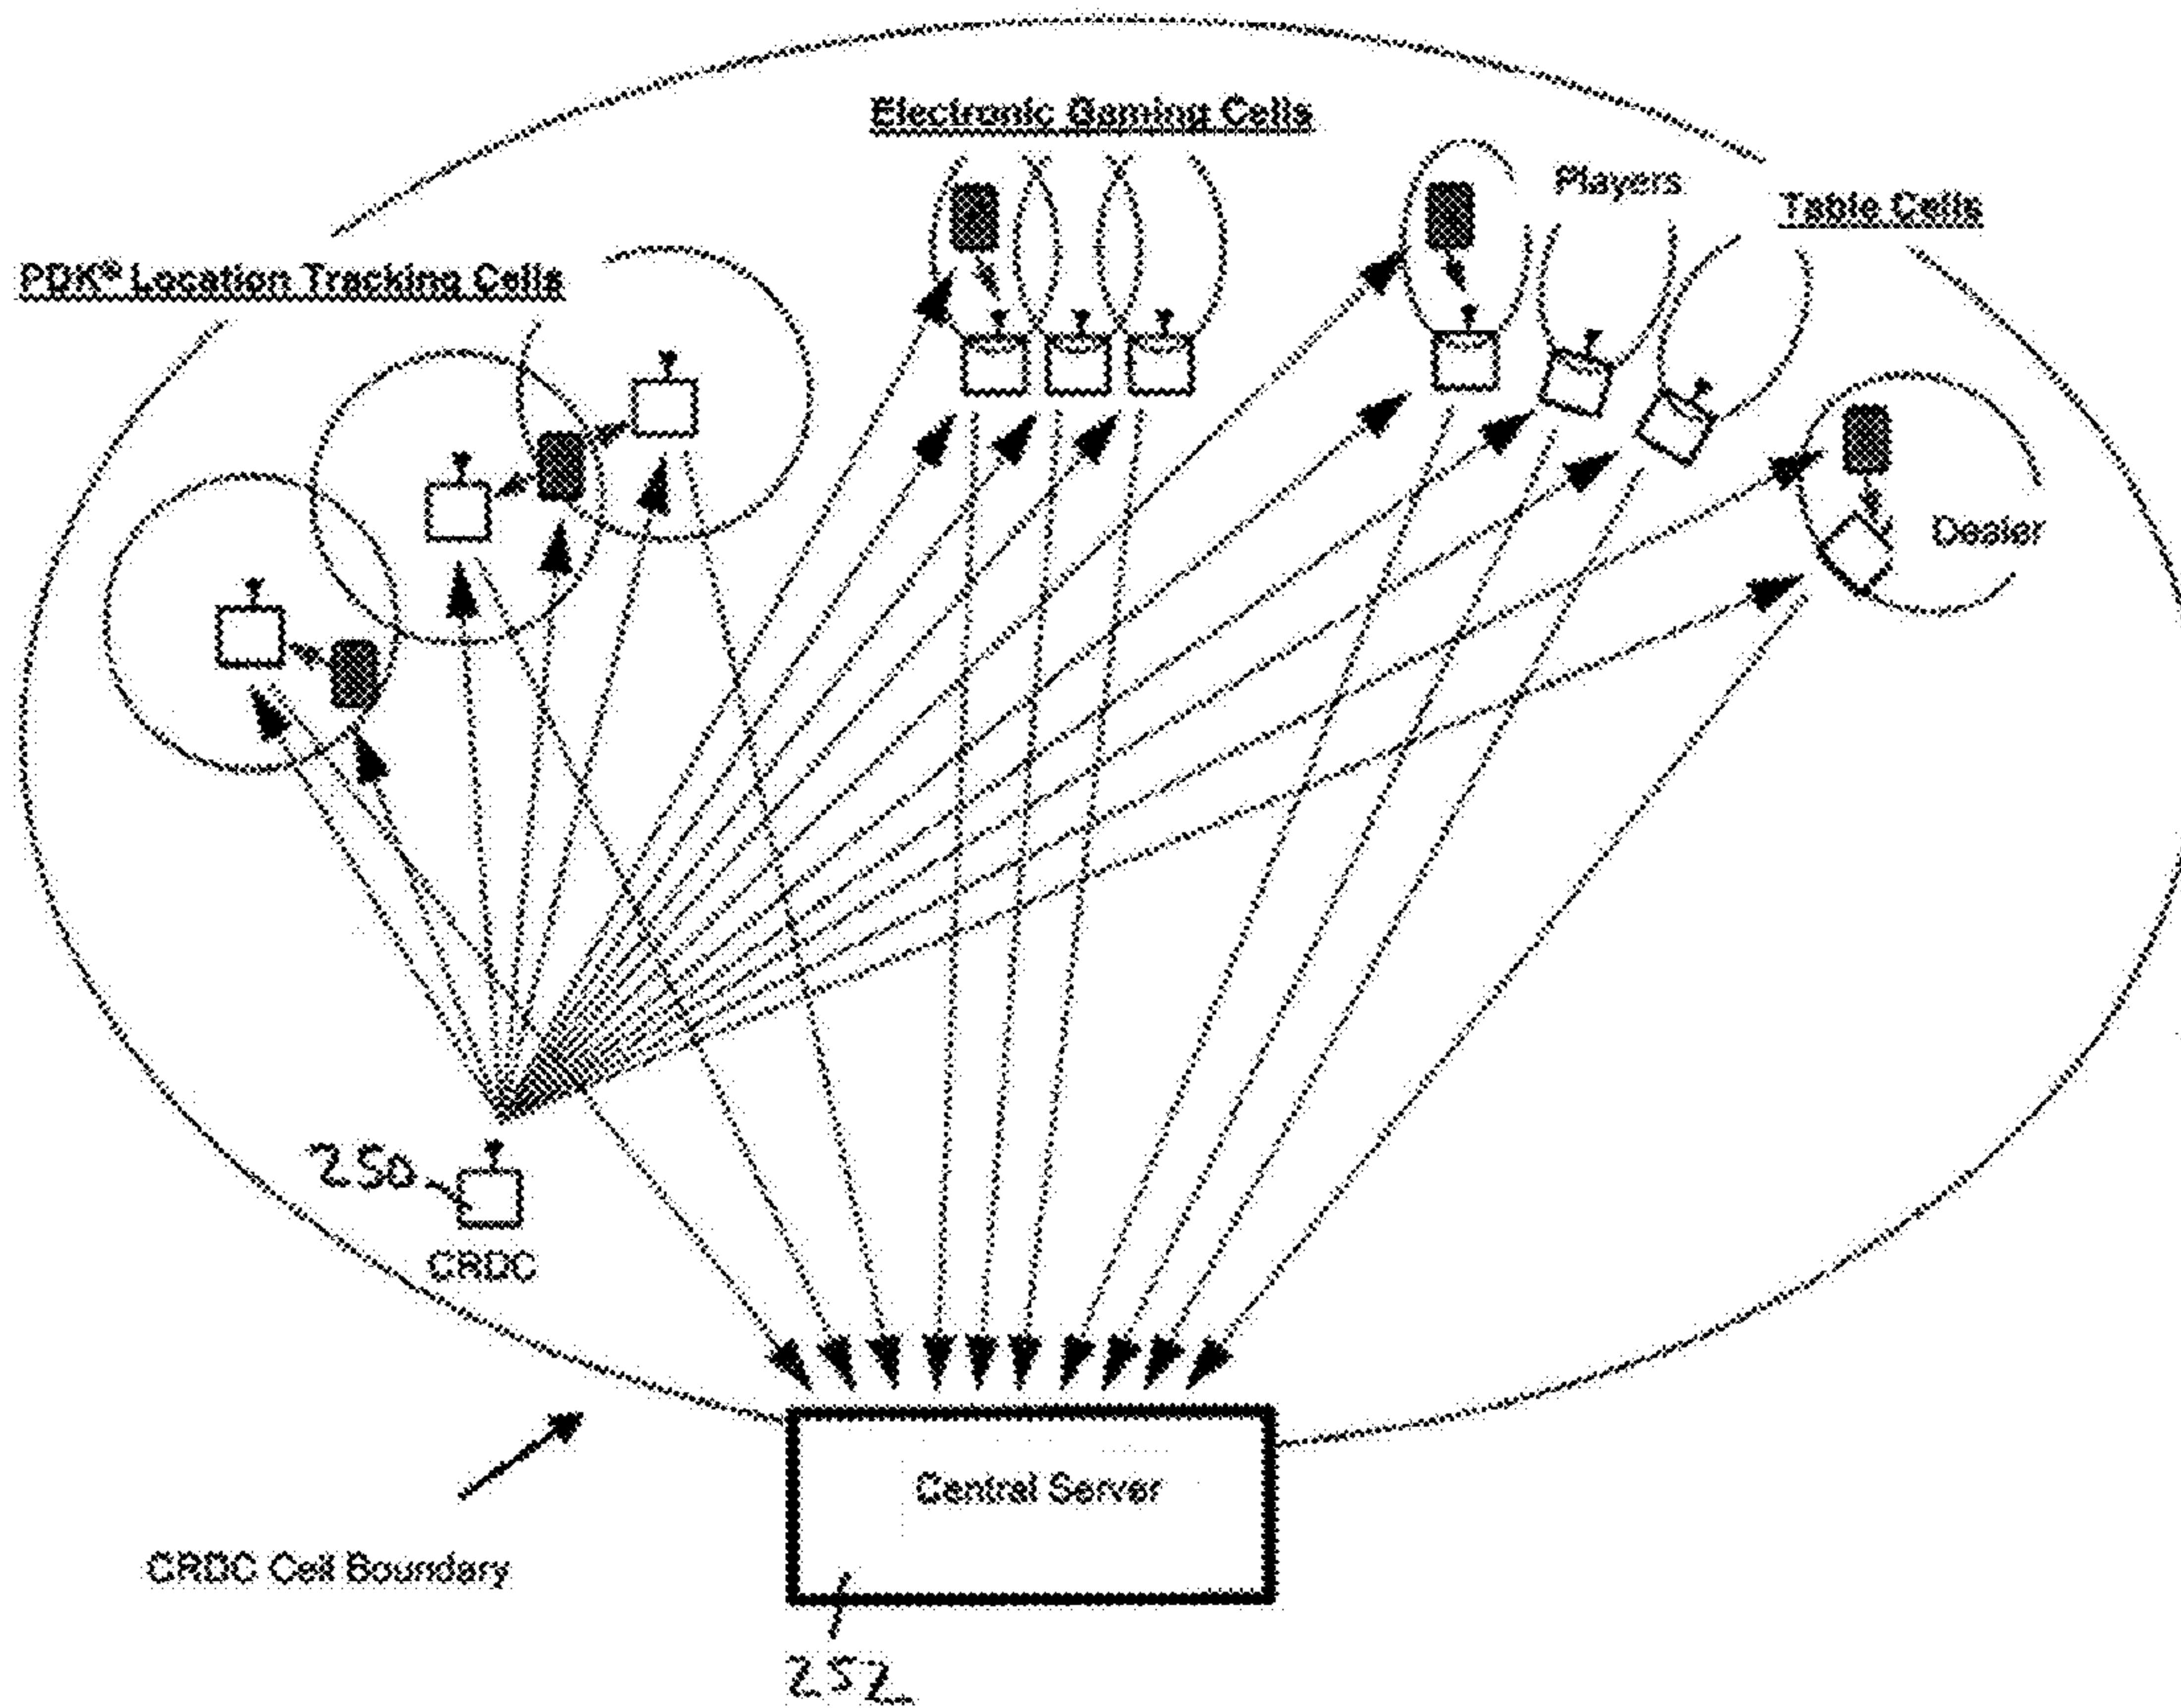 Electronic Gaming Cells
Players
Table Cells
PDK® Location Tracking Cells
Dealer
250
CRDC
Central Server
CRDC Cell Boundary
252